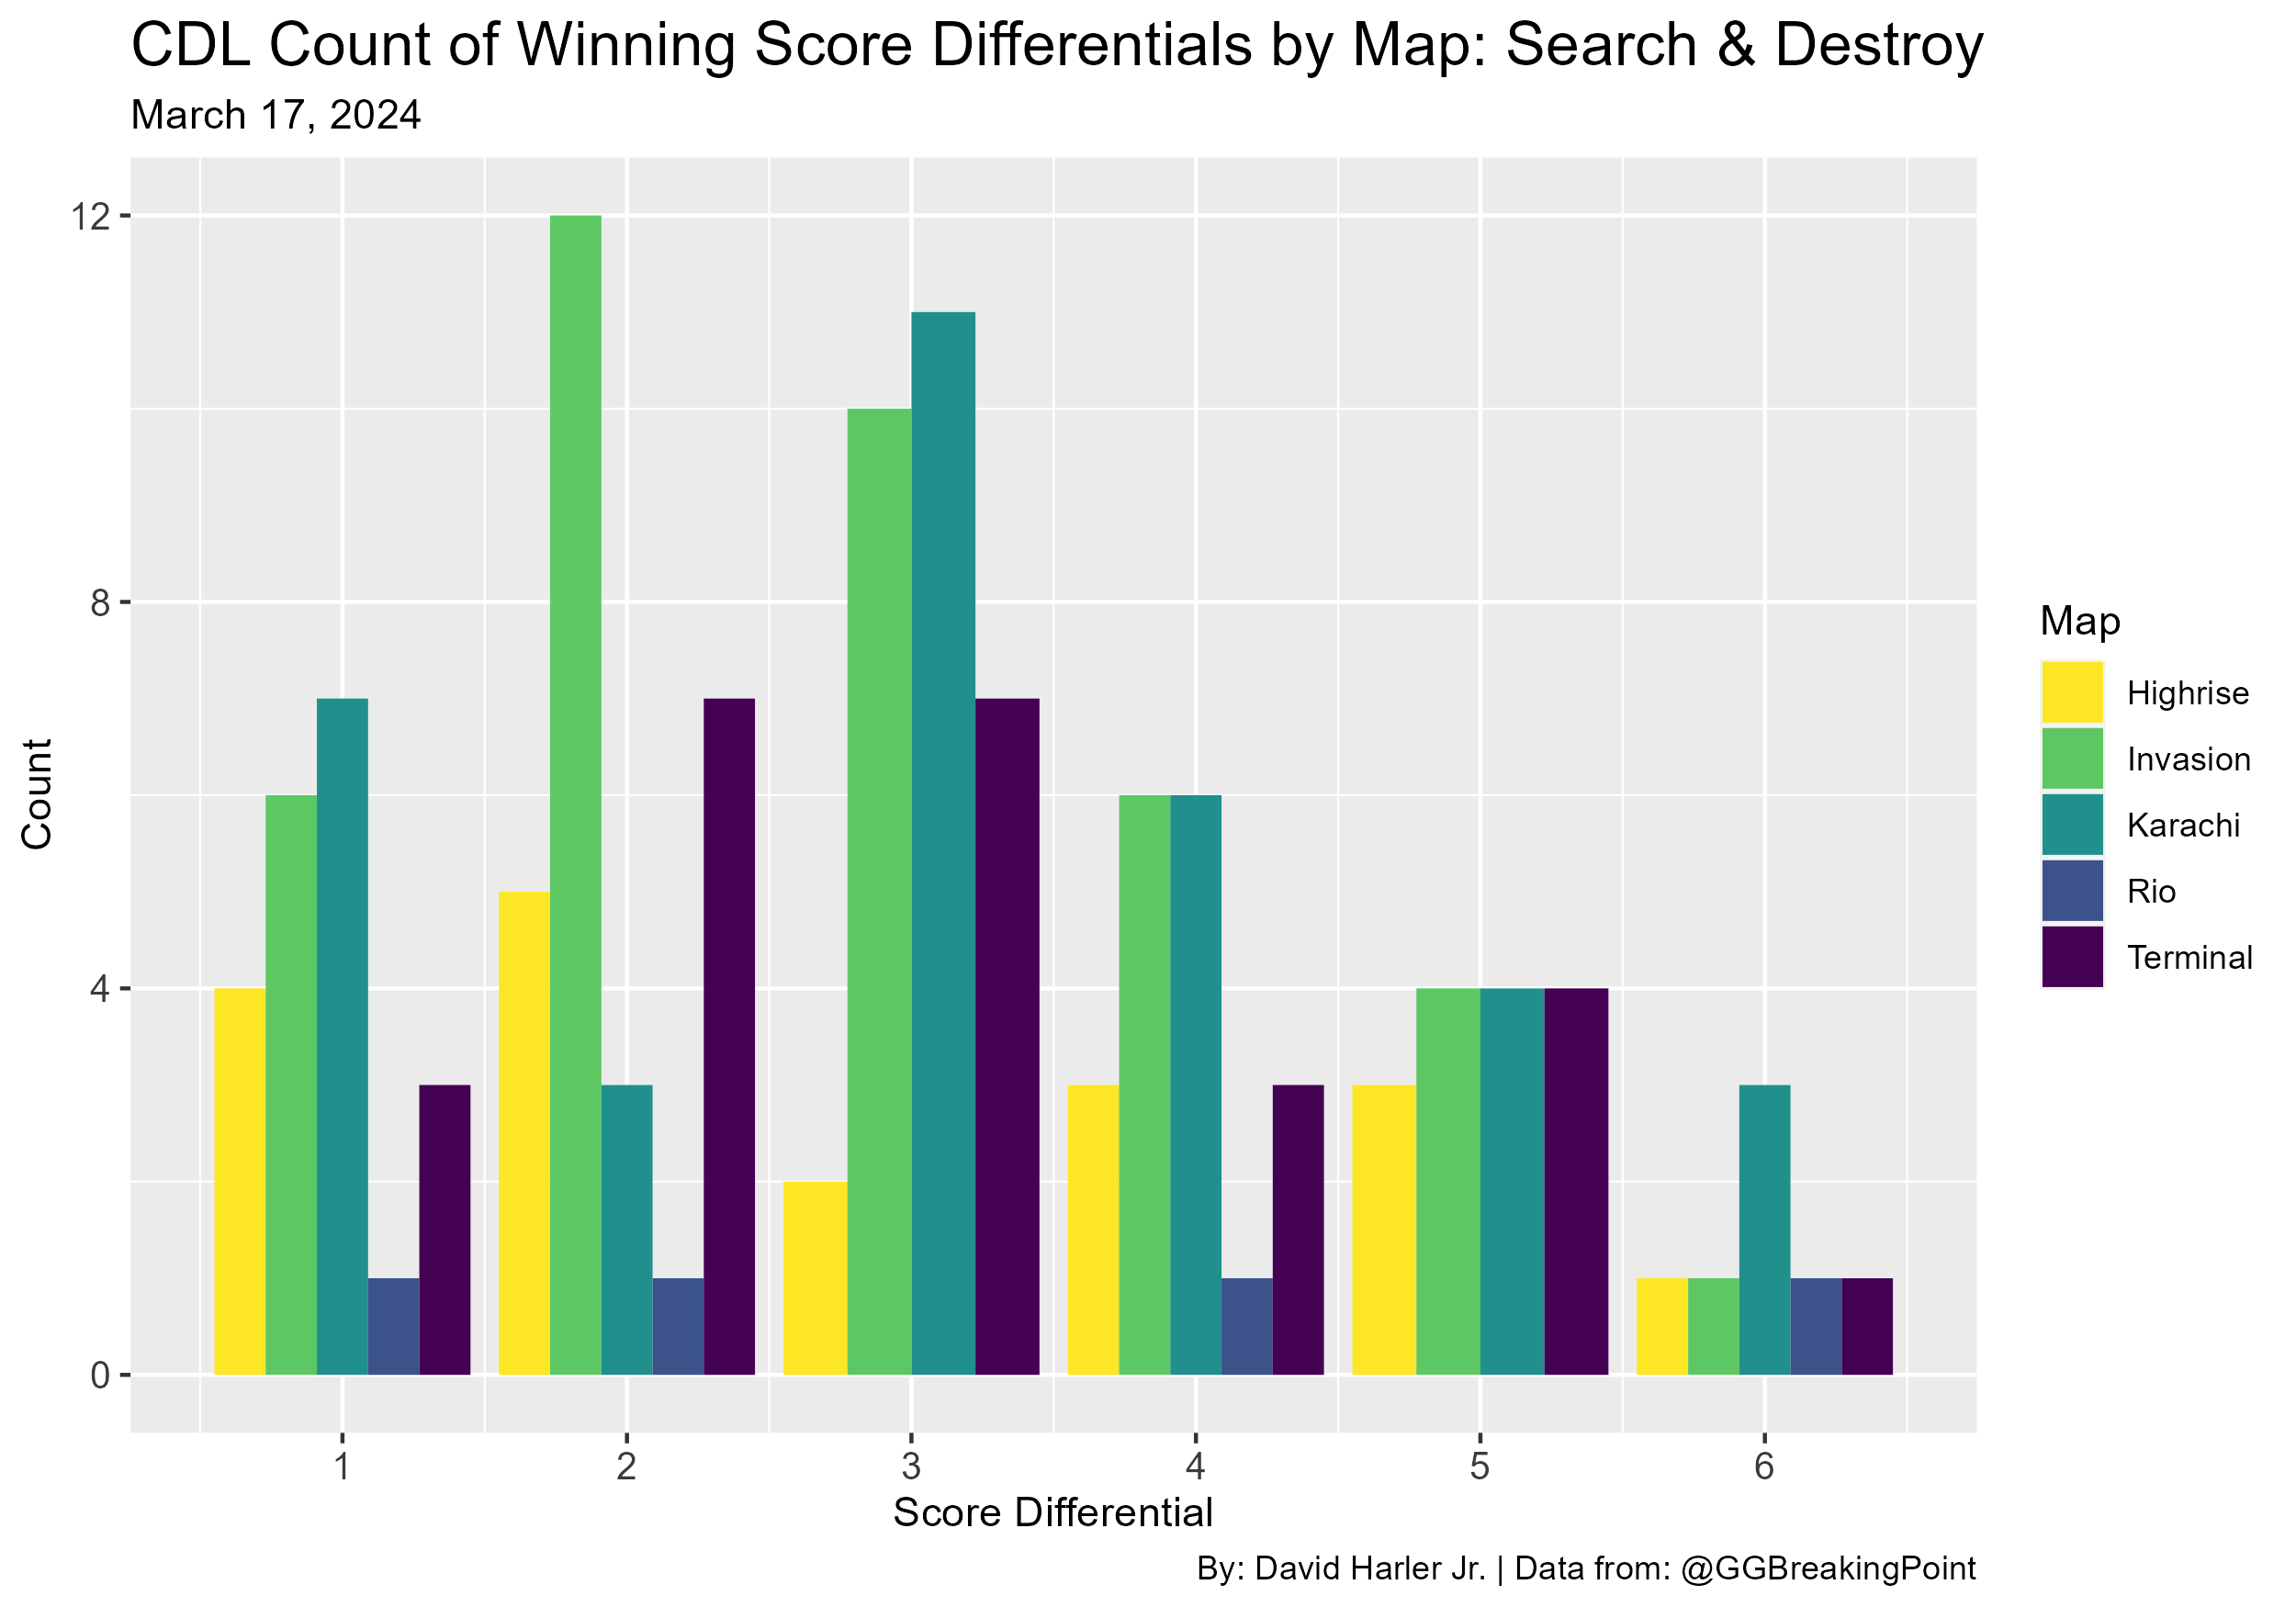 CDL Count of Winning Score Differentials by Map: Search & Destroy
March 17, 2024
12
8
4
0
Count
1 2 3 4 5 6
Score Differential
Map
Highrise
Invasion
Karachi
Rio
Terminal
By: David Harler Jr. | Data from: @GGBreakingPoint